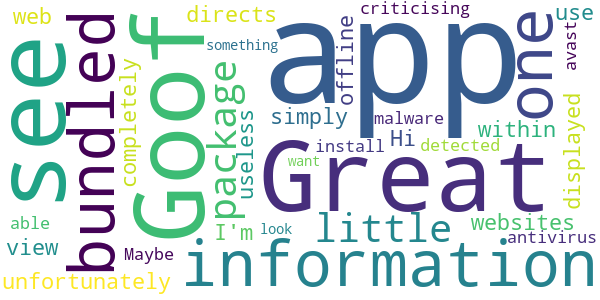 web
directs
criticising
use
see
bundled
Goof
something
app
one
offline
avast
completely
package
useless
simply
malware
Hi
within
displayed
Great
install
detected
want
able
I'm
look
little
websites
view
Maybe
antivirus
unfortunately
information